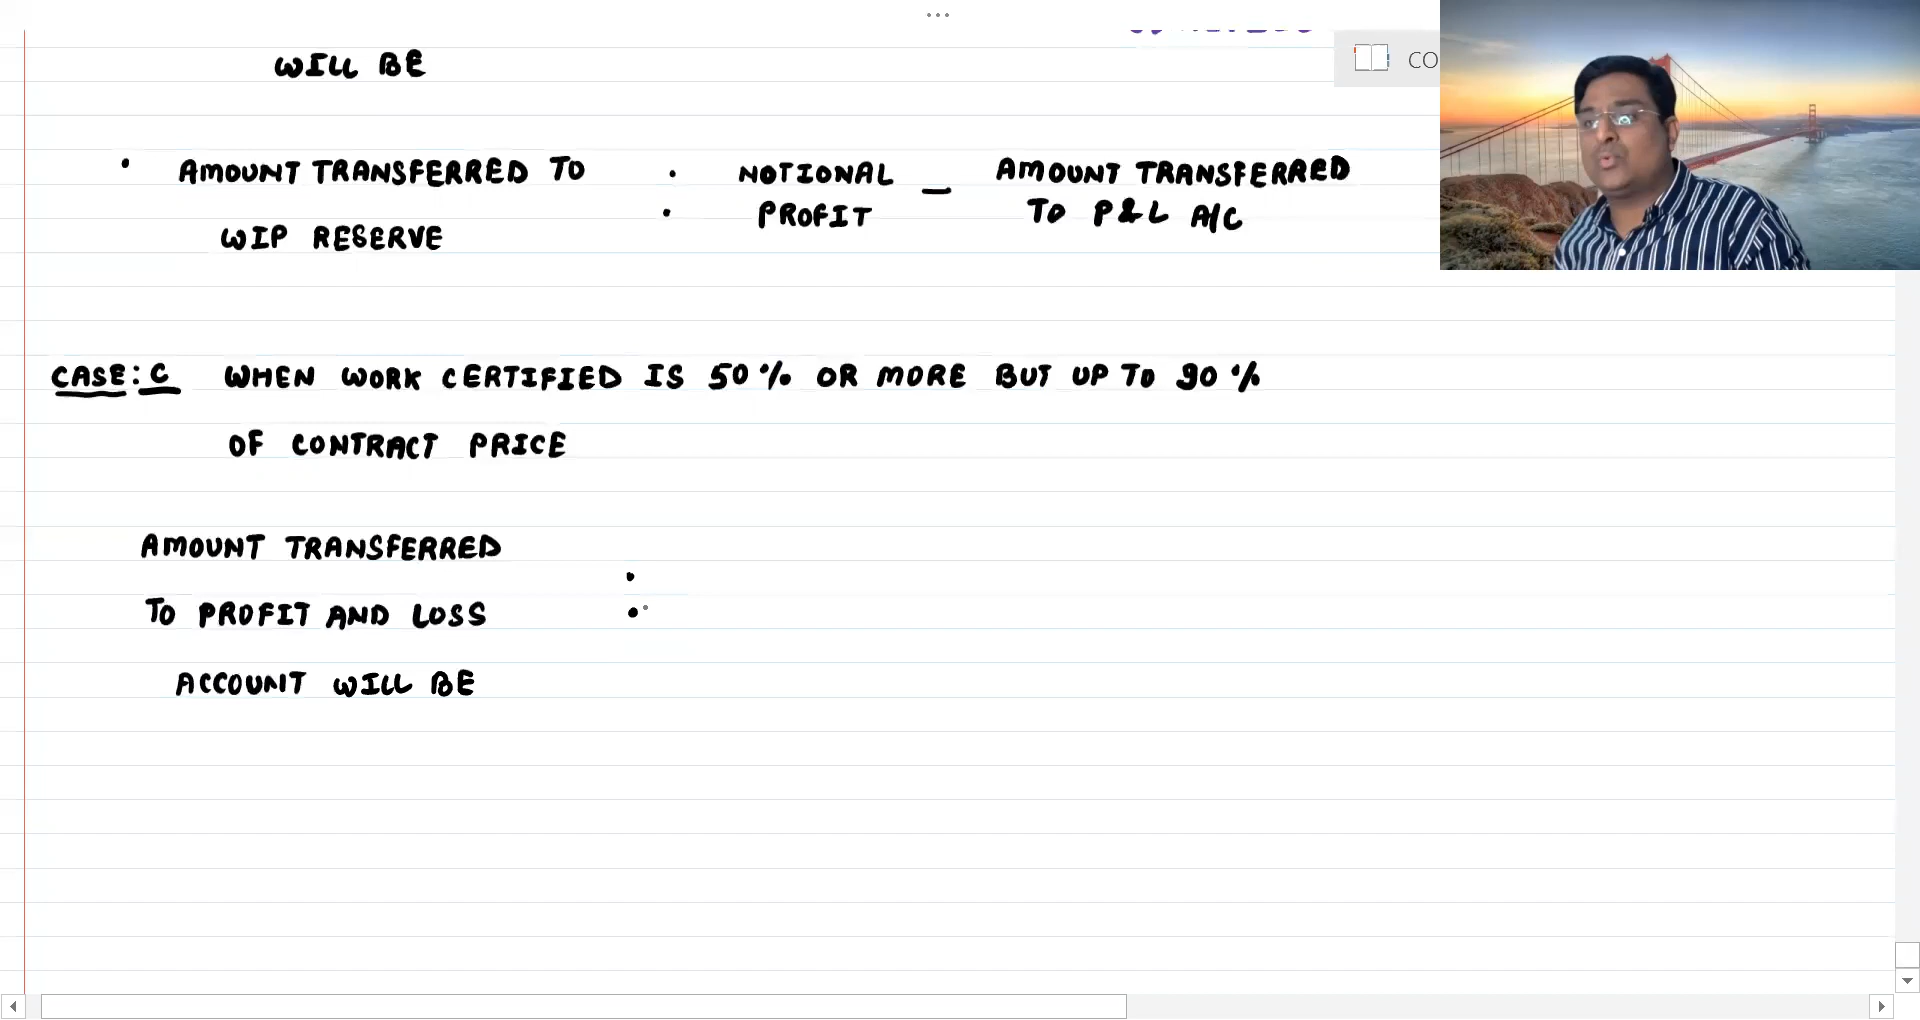 WILL BE
• AMOUNT TRANSFERRED TO : NOTIONAL PROFIT – AMOUNT TRANSFERRED TO P&L A/C
WIP RESERVE
CASE: C WHEN WORK CERTIFIED IS 50% OR MORE BUT UP TO 90%
OF CONTRACT PRICE
AMOUNT TRANSFERRED
TO PROFIT AND LOSS :
ACCOUNT WILL BE
CO